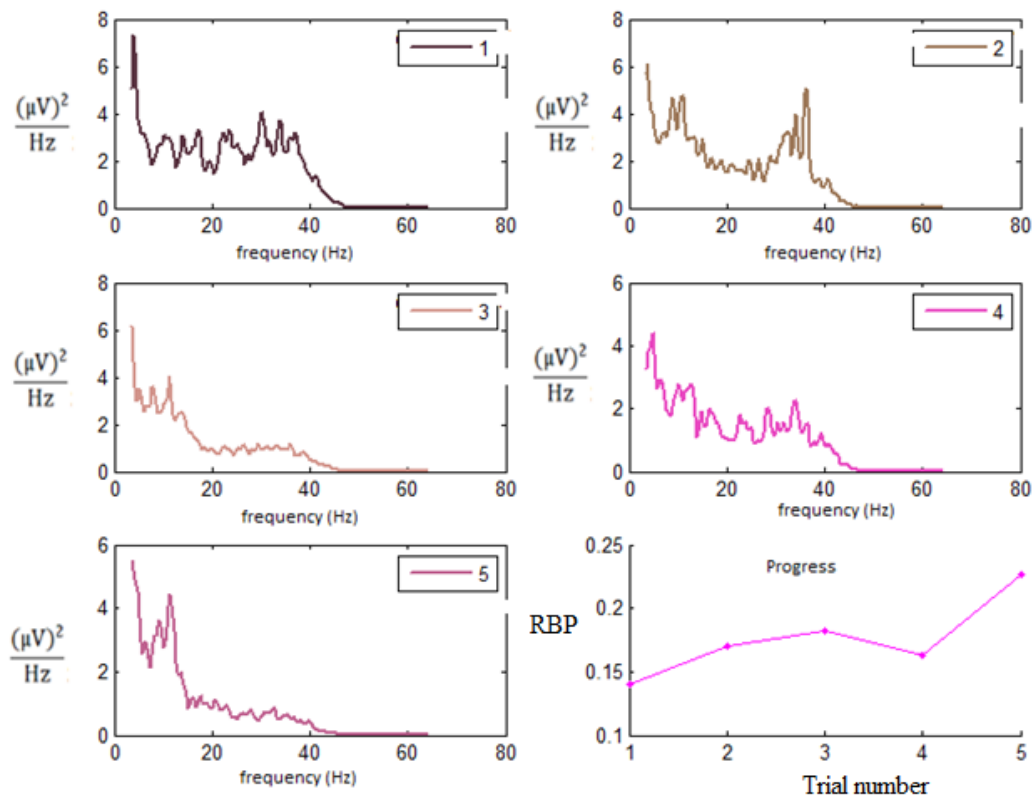 8
6
4
2
0
(μV)²
Hz
1
0 20 40 60 80
frequency (Hz)
8
6
4
2
0
(μV)²
Hz
2
0 20 40 60 80
frequency (Hz)
8
6
4
2
0
(μV)²
Hz
3
0 20 40 60 80
frequency (Hz)
6
4
2
0
(μV)²
Hz
4
0 20 40 60 80
frequency (Hz)
6
4
2
0
(μV)²
Hz
5
0 20 40 60 80
frequency (Hz)
0.25
0.2
0.15
0.1
RBP
Progress
1 2 3 4 5
Trial number